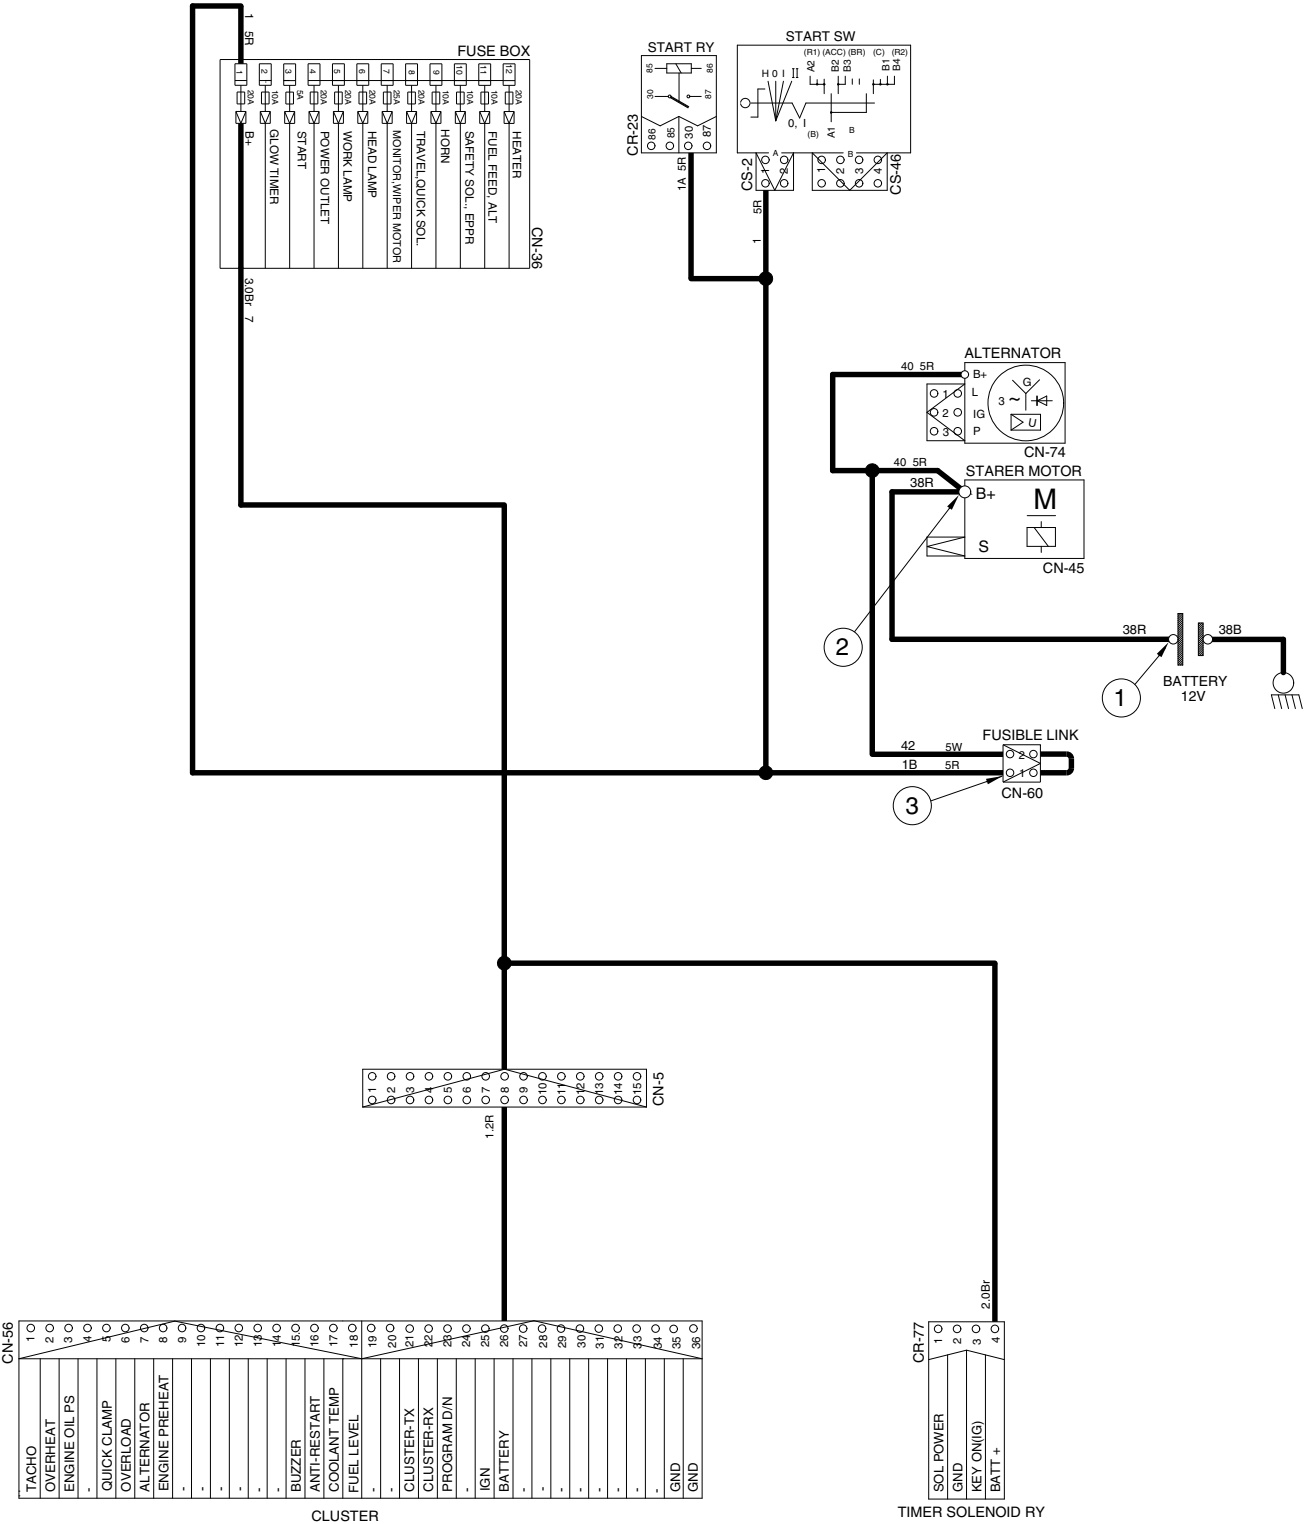 1 5R
FUSE BOX
1 2 3 4 5 6 7 8 9 10 11 12
20A 10A 5A 20A 20A 20A 25A 20A 10A 10A 10A 20A
B+
GLOW TIMER
START
POWER OUTLET
WORK LAMP
HEAD LAMP
MONITOR,WIPER MOTOR
TRAVEL,QUICK SOL.
HORN
SAFETY SOL., EPPR
FUEL FEED, ALT
HEATER
CN-36
3.0Br 7
START RY
85 86
30 87
86 85 30 87
CR-23
1A 5R
START SW
(R1) (ACC) (BR) (C) (R2)
A2 B2 B3 B1 B4
H 0 I II
0, I
(B) A1 B
A B
1 2
1 2 3 4
CS-2
CS-46
5R
1
ALTERNATOR
40 5R
B+
1 L
2 IG
3 P
G
3 ~
U
CN-74
40 5R
STARER MOTOR
38R
B+
M
S
CN-45
2
38R
38B
1
BATTERY
12V
FUSIBLE LINK
42 5W
2
1B 5R
1
CN-60
3
1 2 3 4 5 6 7 8 9 10 11 12 13 14 15
CN-5
1.2R
2.0Br
CN-56
1 2 3 4 5 6 7 8 9 10 11 12 13 14 15 16 17 18 19 20 21 22 23 24 25 26 27 28 29 30 31 32 33 34 35 36
TACHO
OVERHEAT
ENGINE OIL PS
-
QUICK CLAMP
OVERLOAD
ALTERNATOR
ENGINE PREHEAT
-
-
-
-
-
-
BUZZER
ANTI-RESTART
COOLANT TEMP
FUEL LEVEL
-
-
CLUSTER-TX
CLUSTER-RX
PROGRAM D/N
-
IGN
BATTERY
-
-
-
-
-
-
-
-
GND
GND
CLUSTER
CR-77
1 2 3 4
SOL POWER
GND
KEY ON(IG)
BATT +
TIMER SOLENOID RY